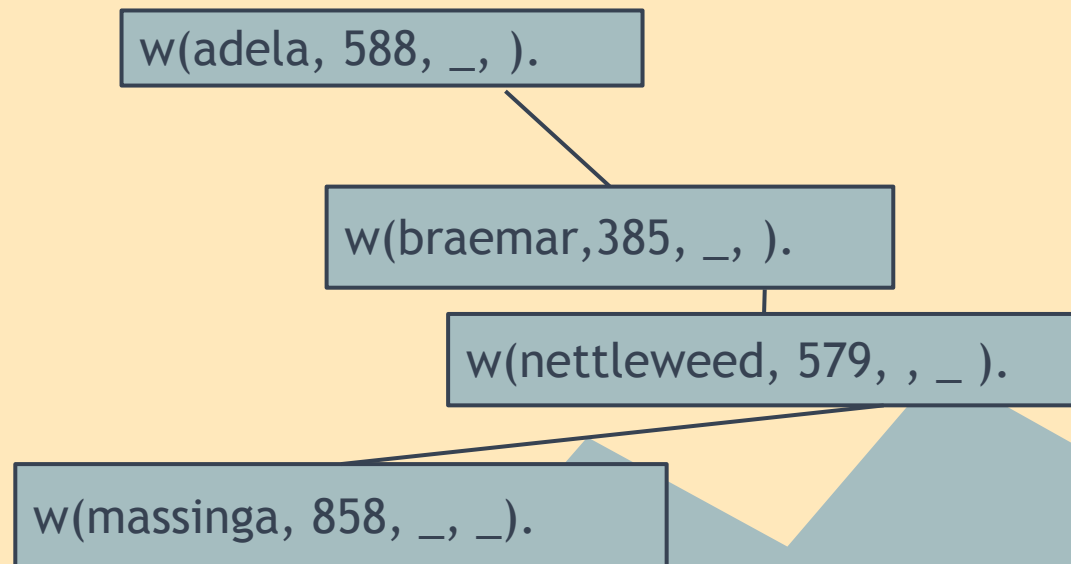 w(adela, 588, _, ).
w(braemar,385, _, ).
w(nettleweed, 579, , _ ).
w(massinga, 858, _, _).